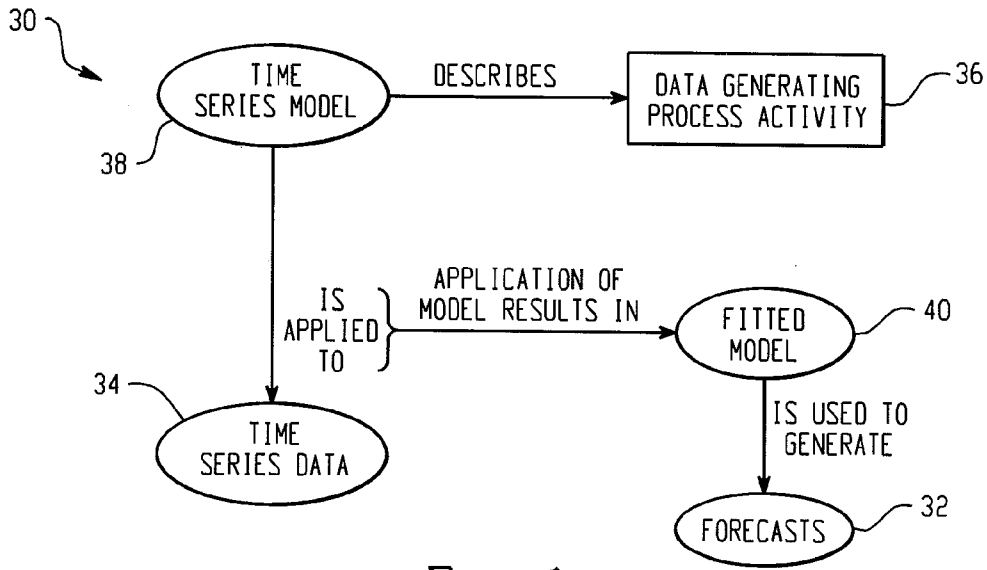 30
TIME
SERIES MODEL
38
DESCRIBES
DATA GENERATING
PROCESS ACTIVITY
36
IS
APPLIED
TO
APPLICATION OF
MODEL RESULTS IN
FITTED
MODEL
40
34
TIME
SERIES DATA
IS USED TO
GENERATE
FORECASTS
32